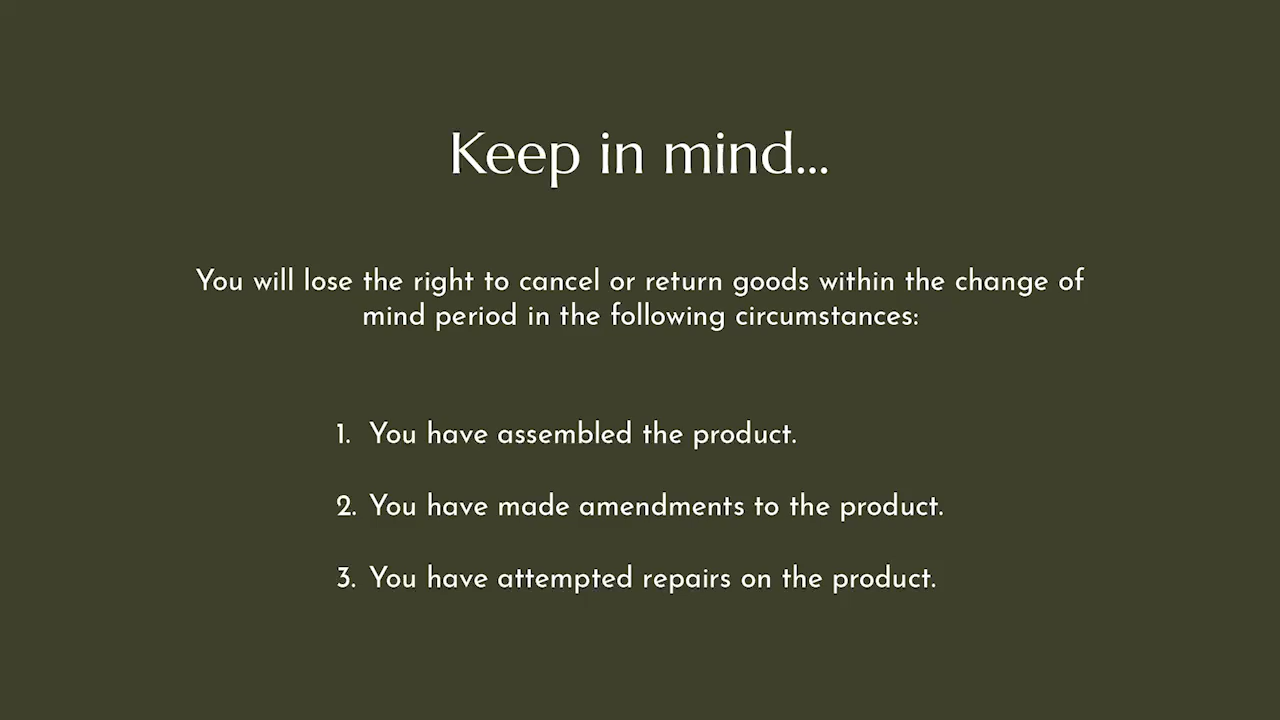 Keep in mind...
You will lose the right to cancel or return goods within the change of
mind period in the following circumstances:
1. You have assembled the product.
2. You have made amendments to the product.
3. You have attempted repairs on the product.